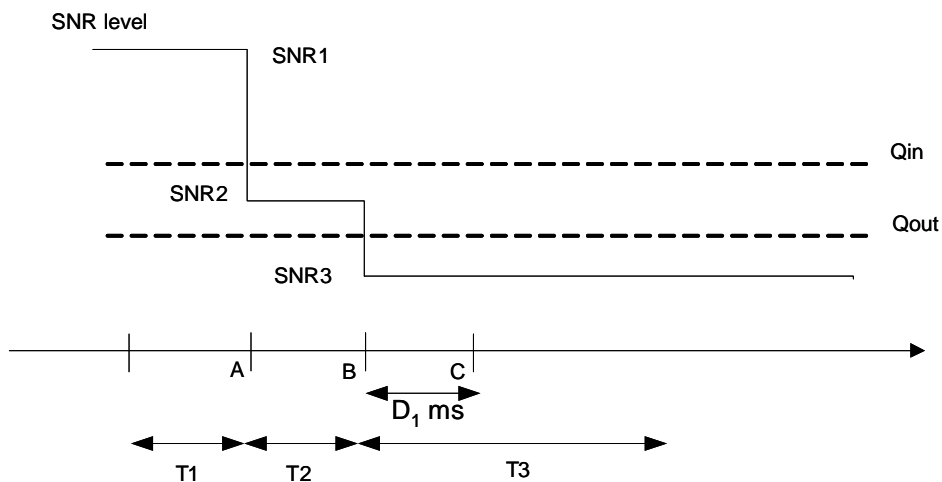 SNR level
SNR1
Qin
SNR2
Qout
SNR3
A
B
C
D₁ ms
T1
T2
T3